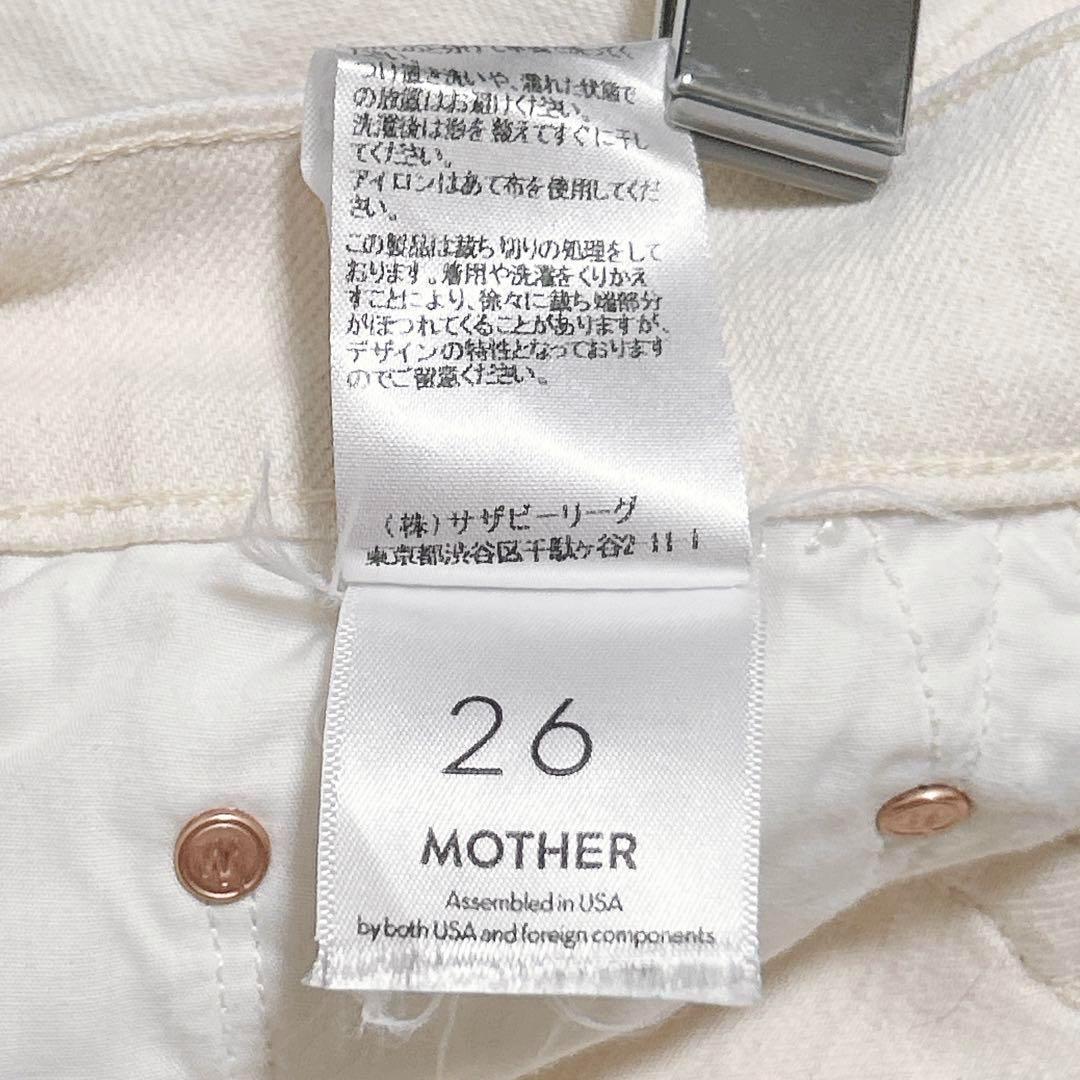 つけ置き洗いや、濡れた状態で
の放置はお避けください。
洗濯後は形を整えてすぐに干し
てください。
アイロンはあて布を使用してくだ
さい。
この製品は裁ち切りの処理をして
おります。着用や洗濯をくりかえ
すことにより、徐々に裁ち端部分
がほつれてくることがありますが、
デザインの特性となっております
のでご留意ください。
(株)サザビーリーグ
東京都渋谷区千駄ヶ谷2-11-1
26
MOTHER
Assembled in USA
by both USA and foreign components